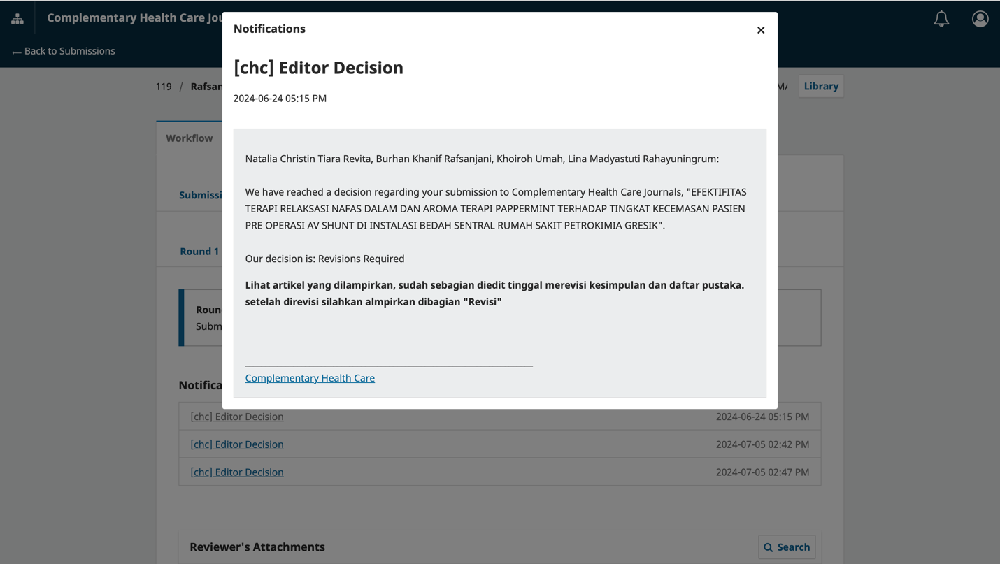 Complementary Health Care Jou
← Back to Submissions
Notifications
×
[chc] Editor Decision
2024-06-24 05:15 PM
119 / Rafsan
Library
Workflow
Natalia Christin Tiara Revita, Burhan Khanif Rafsanjani, Khoiroh Umah, Lina Madyastuti Rahayuningrum:
We have reached a decision regarding your submission to Complementary Health Care Journals, "EFEKTIFITAS
TERAPI RELAKSASI NAFAS DALAM DAN AROMA TERAPI PAPPERMINT TERHADAP TINGKAT KECEMASAN PASIEN
PRE OPERASI AV SHUNT DI INSTALASI BEDAH SENTRAL RUMAH SAKIT PETROKIMIA GRESIK".
Submissi
Round 1
Our decision is: Revisions Required
Lihat artikel yang dilampirkan, sudah sebagian diedit tinggal merevisi kesimpulan dan daftar pustaka.
setelah direvisi silahkan almpirkan dibagian "Revisi"
Roun
Subm
Complementary Health Care
Notifica
[chc] Editor Decision 2024-06-24 05:15 PM
[chc] Editor Decision 2024-07-05 02:42 PM
[chc] Editor Decision 2024-07-05 02:47 PM
Reviewer's Attachments
Search